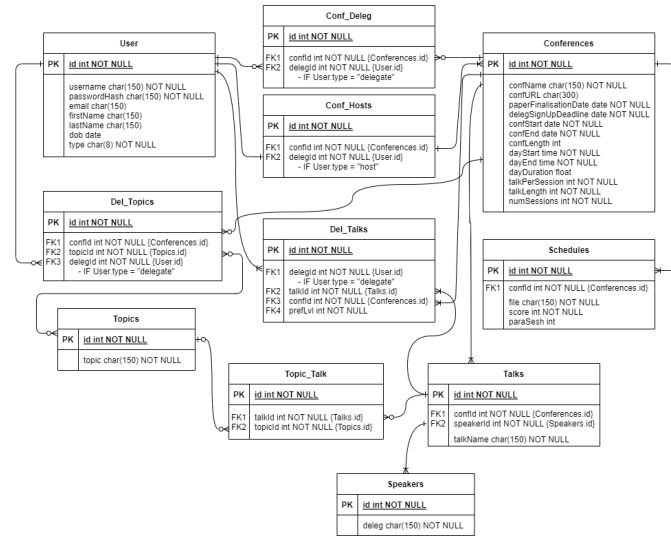 Conf_Deleg
PK id int NOT NULL
FK1 confId int NOT NULL {Conferences.id}
FK2 delegId int NOT NULL {User.id}
- IF User.type = "delegate"
User
PK id int NOT NULL
username char(150) NOT NULL
passwordHash char(150) NOT NULL
email char(150)
firstName char(150)
lastName char(150)
dob date
type char(8) NOT NULL
Conferences
PK id int NOT NULL
confName char(150) NOT NULL
confURL char(300)
paperFinalisationDate date NOT NULL
delegSignUpDeadline date NOT NULL
confStart date NOT NULL
confEnd date NOT NULL
confLength int
dayStart time NOT NULL
dayEnd time NOT NULL
dayDuration float
talkPerSession int NOT NULL
talkLength int NOT NULL
numSessions int NOT NULL
Conf_Hosts
PK id int NOT NULL
FK1 confId int NOT NULL {Conferences.id}
FK2 delegId int NOT NULL {User.id}
- IF User.type = "host"
Del_Topics
PK id int NOT NULL
FK1 confId int NOT NULL {Conferences.id}
FK2 topicId int NOT NULL {Topics.id}
FK3 delegId int NOT NULL {User.id}
- IF User.type = "delegate"
Del_Talks
PK id int NOT NULL
FK1 delegId int NOT NULL {User.id}
- IF User.type = "delegate"
FK2 talkId int NOT NULL {Talks.id}
FK3 confId int NOT NULL {Conferences.id}
FK4 prefLvl int NOT NULL
Schedules
PK id int NOT NULL
FK1 confId int NOT NULL {Conferences.id}
file char(150) NOT NULL
score int NOT NULL
paraSesh int
Topics
PK id int NOT NULL
topic char(150) NOT NULL
Topic_Talk
PK id int NOT NULL
FK1 talkId int NOT NULL {Talks.id}
FK2 topicId int NOT NULL {Topics.id}
Talks
PK id int NOT NULL
FK1 confId int NOT NULL {Conferences.id}
FK2 speakerId int NOT NULL {Speakers.id}
talkName char(150) NOT NULL
Speakers
PK id int NOT NULL
deleg char(150) NOT NULL